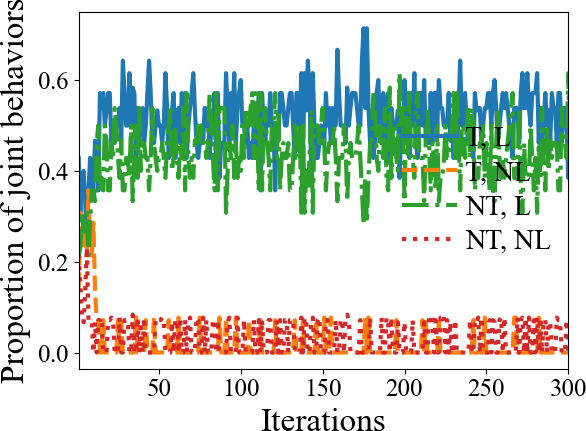 Proportion of joint behaviors
0.6
0.4
0.2
0.0
T, L
T, NL
NT, L
NT, NL
50
100
150
200
250
300
Iterations